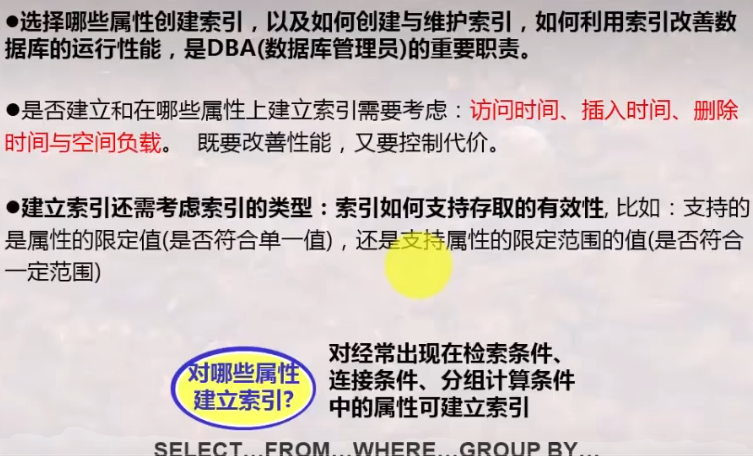 ●选择哪些属性创建索引，以及如何创建与维护索引，如何利用索引改善数
据库的运行性能，是DBA(数据库管理员)的重要职责。
●是否建立和在哪些属性上建立索引需要考虑：访问时间、插入时间、删除
时间与空间负载。 既要改善性能，又要控制代价。
●建立索引还需考虑索引的类型：索引如何支持存取的有效性, 比如：支持的
是属性的限定值(是否符合单一值)，还是支持属性的限定范围的值(是否符合
一定范围)
对哪些属性
建立索引?
对经常出现在检索条件、
连接条件、分组计算条件
中的属性可建立索引
SELECT…FROM…WHERE…GROUP BY…